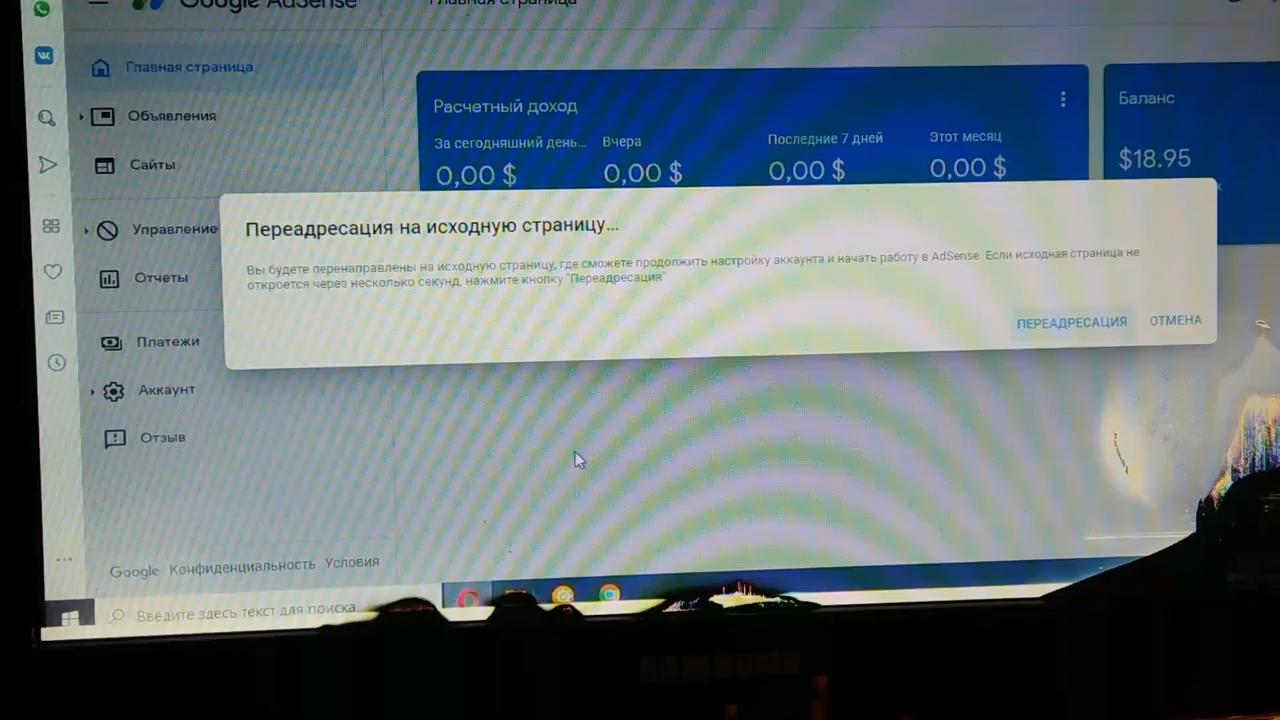 Google AdSense
Главная страница
Главная страница
Объявления
Сайты
Управление
Отчеты
Платежи
Аккаунт
Отзыв
Расчетный доход
За сегодняшний день... Вчера Последние 7 дней Этот месяц
0,00 $ 0,00 $ 0,00 $ 0,00 $
Баланс
$18.95
Переадресация на исходную страницу...
Вы будете перенаправлены на исходную страницу, где сможете продолжить настройку аккаунта и начать работу в AdSense. Если исходная страница не
откроется через несколько секунд, нажмите кнопку "Переадресация"
ПЕРЕАДРЕСАЦИЯ ОТМЕНА
Google Конфиденциальность Условия
Введите здесь текст для поиска